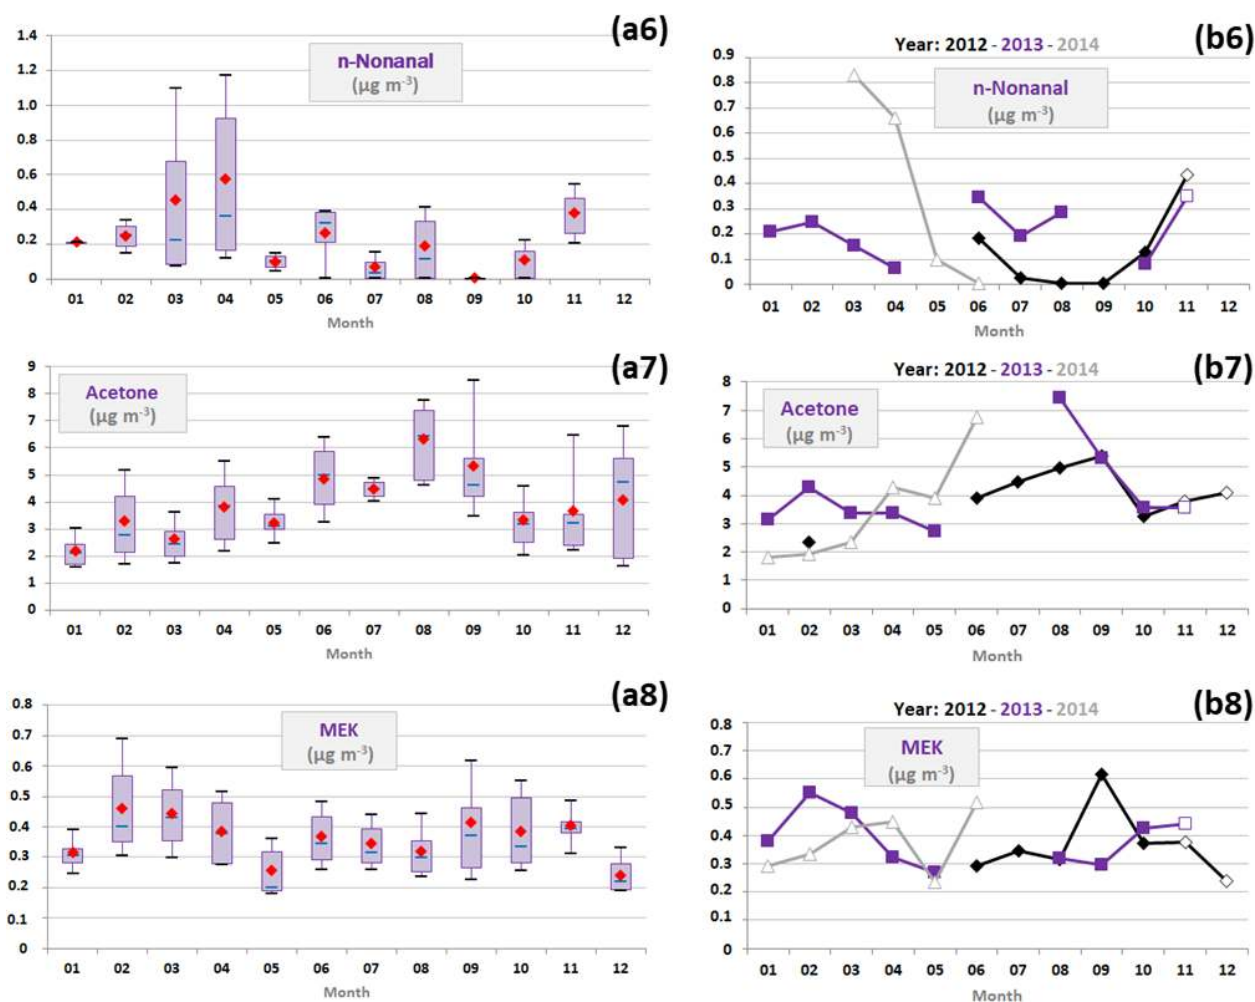 (a6)
n-Nonanal
(µg m⁻³)
1.4
1.2
1.0
0.8
0.6
0.4
0.2
0
01 02 03 04 05 06 07 08 09 10 11 12
Month
(b6)
Year: 2012 - 2013 - 2014
n-Nonanal
(µg m⁻³)
0.9
0.8
0.7
0.6
0.5
0.4
0.3
0.2
0.1
0
01 02 03 04 05 06 07 08 09 10 11 12
Month
(a7)
Acetone
(µg m⁻³)
9
8
7
6
5
4
3
2
1
0
01 02 03 04 05 06 07 08 09 10 11 12
Month
(b7)
Year: 2012 - 2013 - 2014
Acetone
(µg m⁻³)
8
7
6
5
4
3
2
1
0
01 02 03 04 05 06 07 08 09 10 11 12
Month
(a8)
MEK
(µg m⁻³)
0.8
0.7
0.6
0.5
0.4
0.3
0.2
0.1
0
01 02 03 04 05 06 07 08 09 10 11 12
Month
(b8)
Year: 2012 - 2013 - 2014
MEK
(µg m⁻³)
0.8
0.7
0.6
0.5
0.4
0.3
0.2
0.1
0
01 02 03 04 05 06 07 08 09 10 11 12
Month